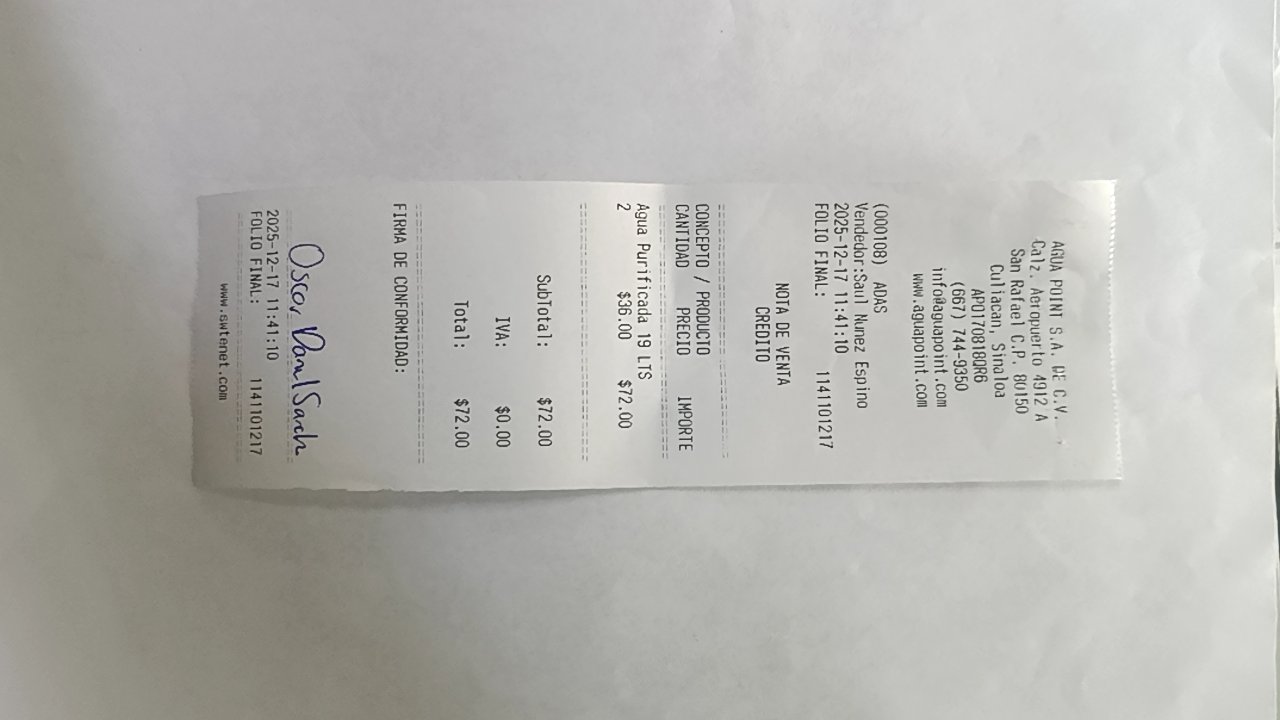 AGUA POINT S.A. DE C.V.
Calz. Aeropuerto 4912 A
San Rafael C.P. 80150
Culiacan, Sinaloa
APO170818QR6
(667) 744-9350
info@aguapoint.com
www.aguapoint.com
(000108) ADAS
Vendedor:Saul Nunez Espino
2025-12-17 11:41:10
FOLIO FINAL: 1141101217
NOTA DE VENTA
CREDITO
CONCEPTO / PRODUCTO
CANTIDAD PRECIO IMPORTE
Agua Purificada 19 LTS
2 $36.00 $72.00
SubTotal: $72.00
IVA: $0.00
Total: $72.00
FIRMA DE CONFORMIDAD:
Oscar
2025-12-17 11:41:10
FOLIO FINAL: 1141101217
www.swtenet.com